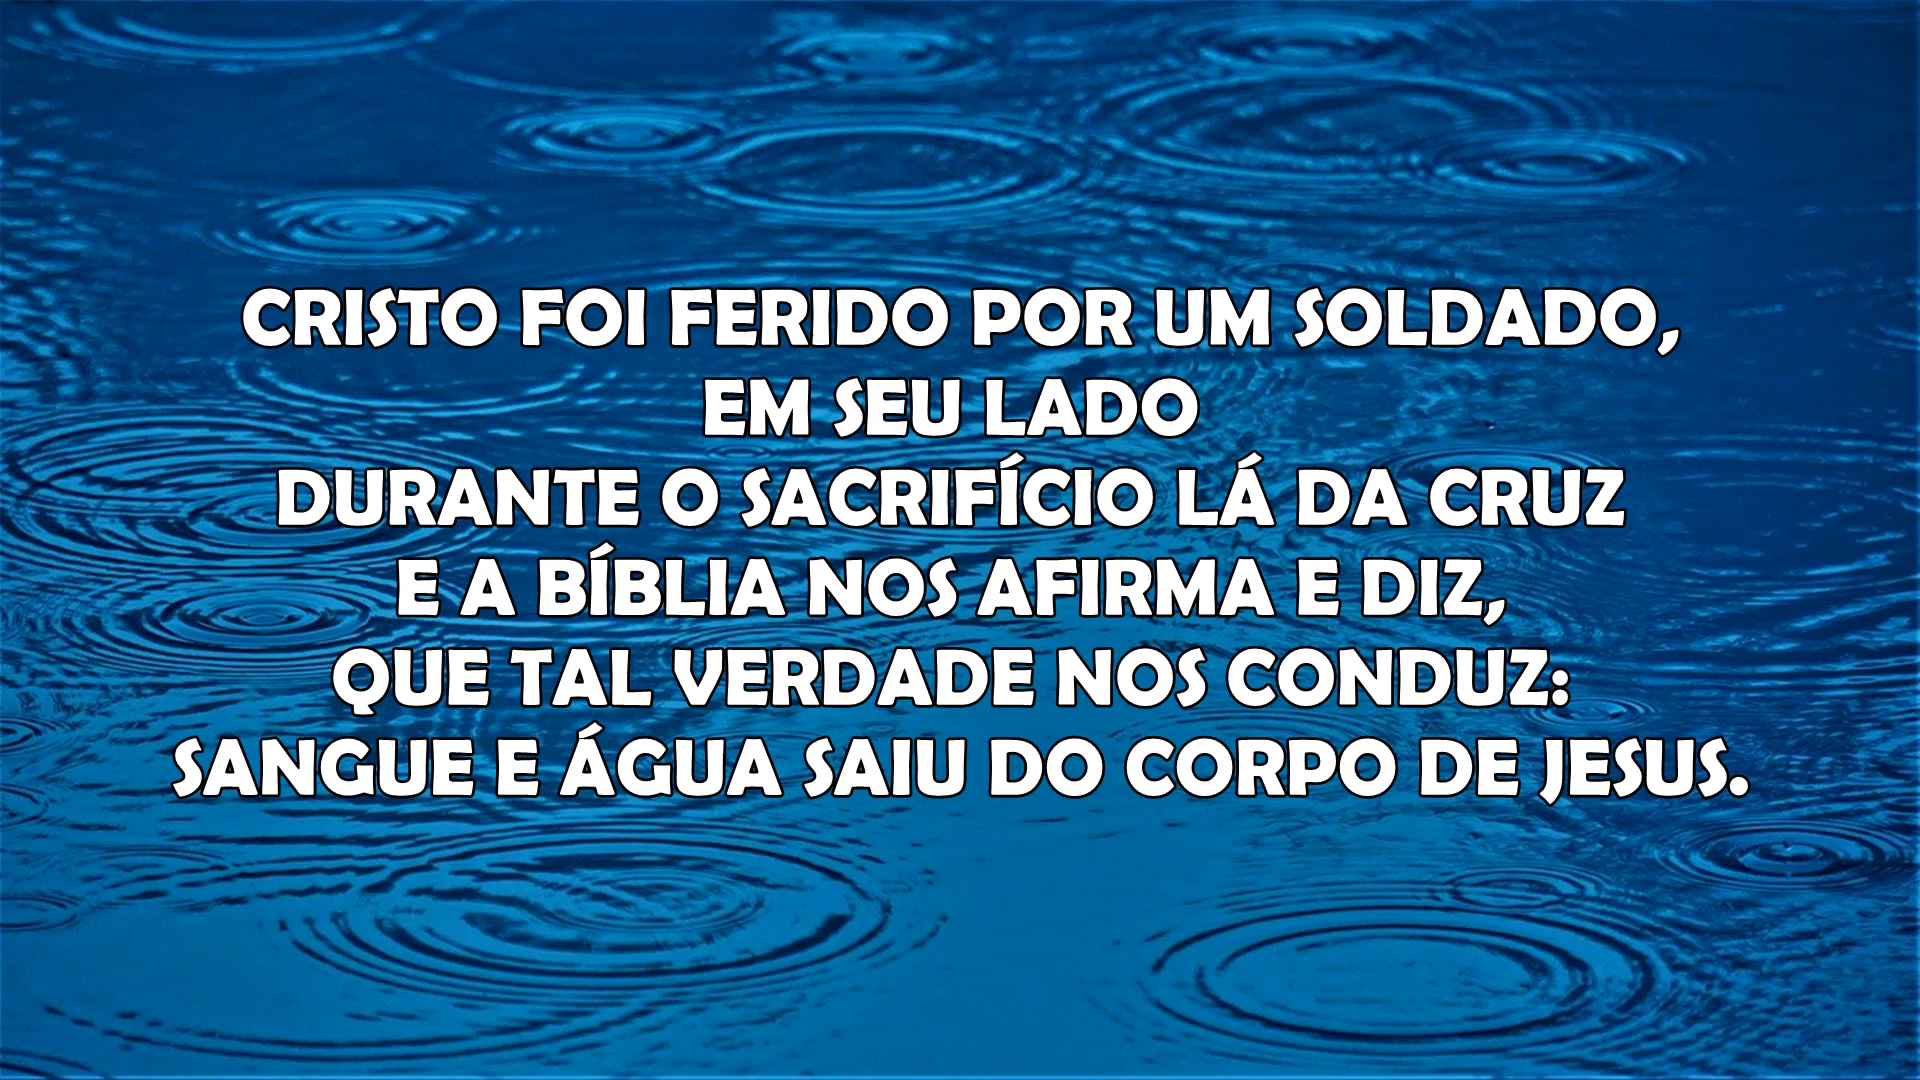 CRISTO FOI FERIDO POR UM SOLDADO,
EM SEU LADO
DURANTE O SACRIFÍCIO LÁ DA CRUZ
E A BÍBLIA NOS AFIRMA E DIZ,
QUE TAL VERDADE NOS CONDUZ:
SANGUE E ÁGUA SAIU DO CORPO DE JESUS.